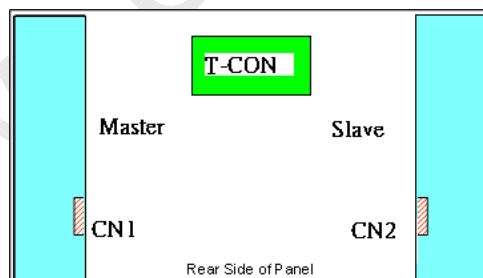 T-CON
Master Slave
CN1 CN2
Rear Side of Panel